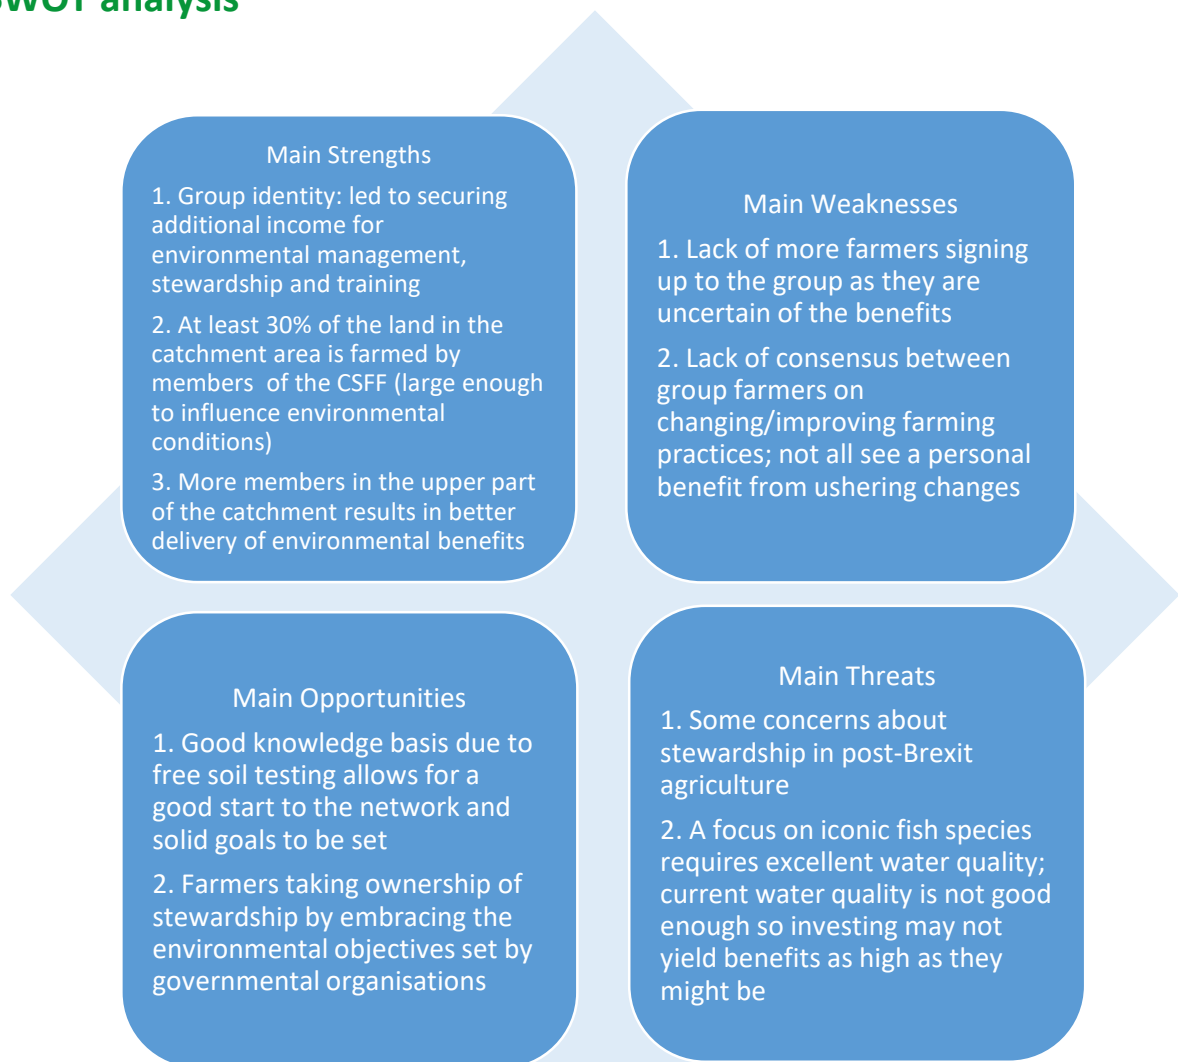 SWOT analysis
Main Strengths
1. Group identity: led to securing
additional income for
environmental management,
stewardship and training
2. At least 30% of the land in the
catchment area is farmed by
members of the CSFF (large enough
to influence environmental
conditions)
3. More members in the upper part
of the catchment results in better
delivery of environmental benefits
Main Weaknesses
1. Lack of more farmers signing
up to the group as they are
uncertain of the benefits
2. Lack of consensus between
group farmers on
changing/improving farming
practices; not all see a personal
benefit from ushering changes
Main Opportunities
1. Good knowledge basis due to
free soil testing allows for a
good start to the network and
solid goals to be set
2. Farmers taking ownership of
stewardship by embracing the
environmental objectives set by
governmental organisations
Main Threats
1. Some concerns about
stewardship in post-Brexit
agriculture
2. A focus on iconic fish species
requires excellent water quality;
current water quality is not good
enough so investing may not
yield benefits as high as they
might be